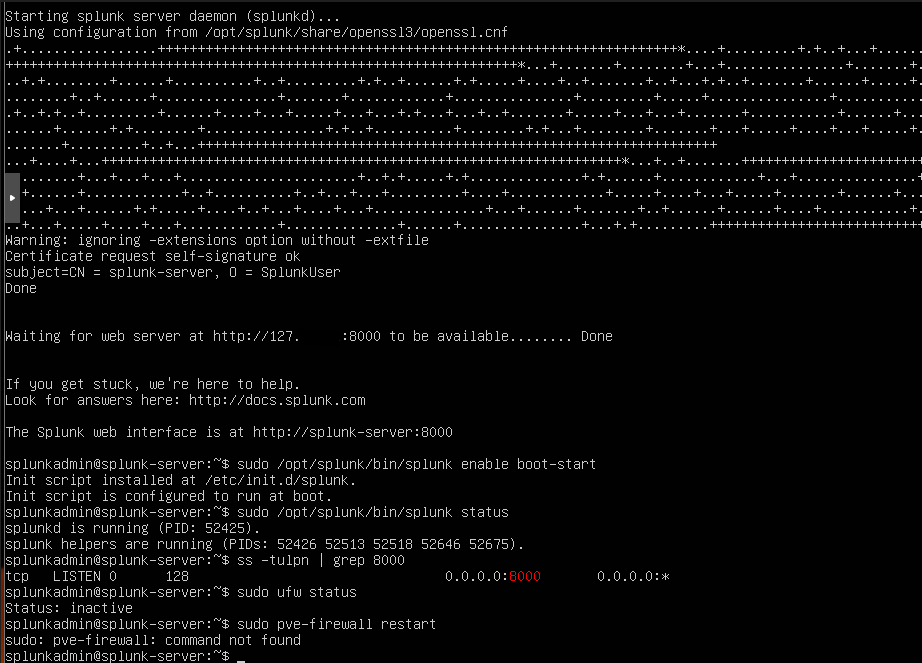 Starting splunk server daemon (splunkd)...
Using configuration from /opt/splunk/share/openssl3/openssl.cnf
Warning: ignoring -extensions option without -extfile
Certificate request self-signature ok
subject=CN = splunk-server, O = SplunkUser
Done
Waiting for web server at http://127. :8000 to be available........ Done
If you get stuck, we're here to help.
Look for answers here: http://docs.splunk.com
The Splunk web interface is at http://splunk-server:8000
splunkadmin@splunk-server:~$ sudo /opt/splunk/bin/splunk enable boot-start
Init script installed at /etc/init.d/splunk.
Init script is configured to run at boot.
splunkadmin@splunk-server:~$ sudo /opt/splunk/bin/splunk status
splunkd is running (PID: 52425).
splunk helpers are running (PIDs: 52426 52513 52518 52646 52675).
splunkadmin@splunk-server:~$ ss -tulpn | grep 8000
tcp LISTEN 0 128 0.0.0.0:8000 0.0.0.0:*
splunkadmin@splunk-server:~$ sudo ufw status
Status: inactive
splunkadmin@splunk-server:~$ sudo pve-firewall restart
sudo: pve-firewall: command not found
splunkadmin@splunk-server:~$ _